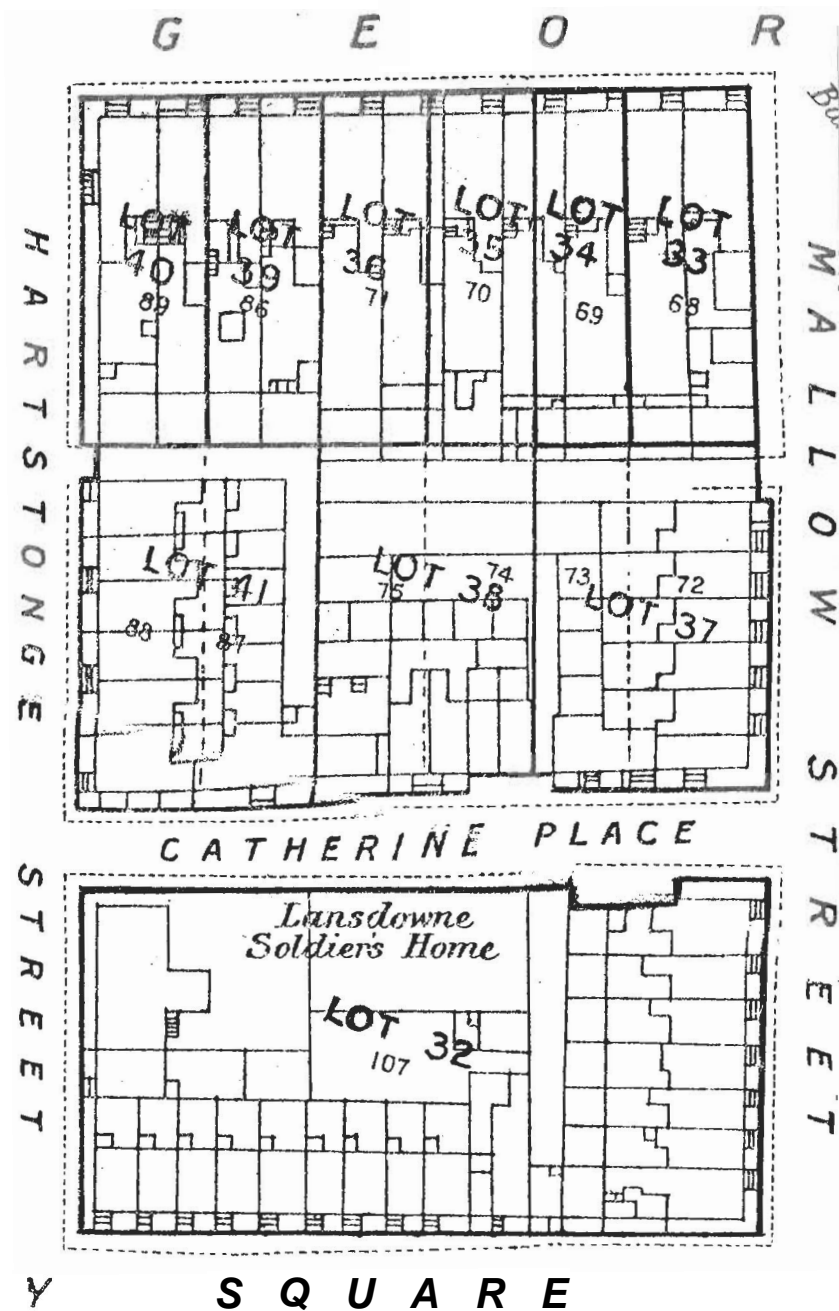 G E O R
HARTSTONGE STREET
MALLOW STREET
LOT 40
89
LOT 39
86
LOT 36
71
LOT 35
70
LOT 34
69
LOT 33
68
LOT 41
88 87
LOT 38
75 74
73 72
LOT 37
CATHERINE PLACE
Lansdowne
Soldier's Home
LOT 32
107
Y SQUARE